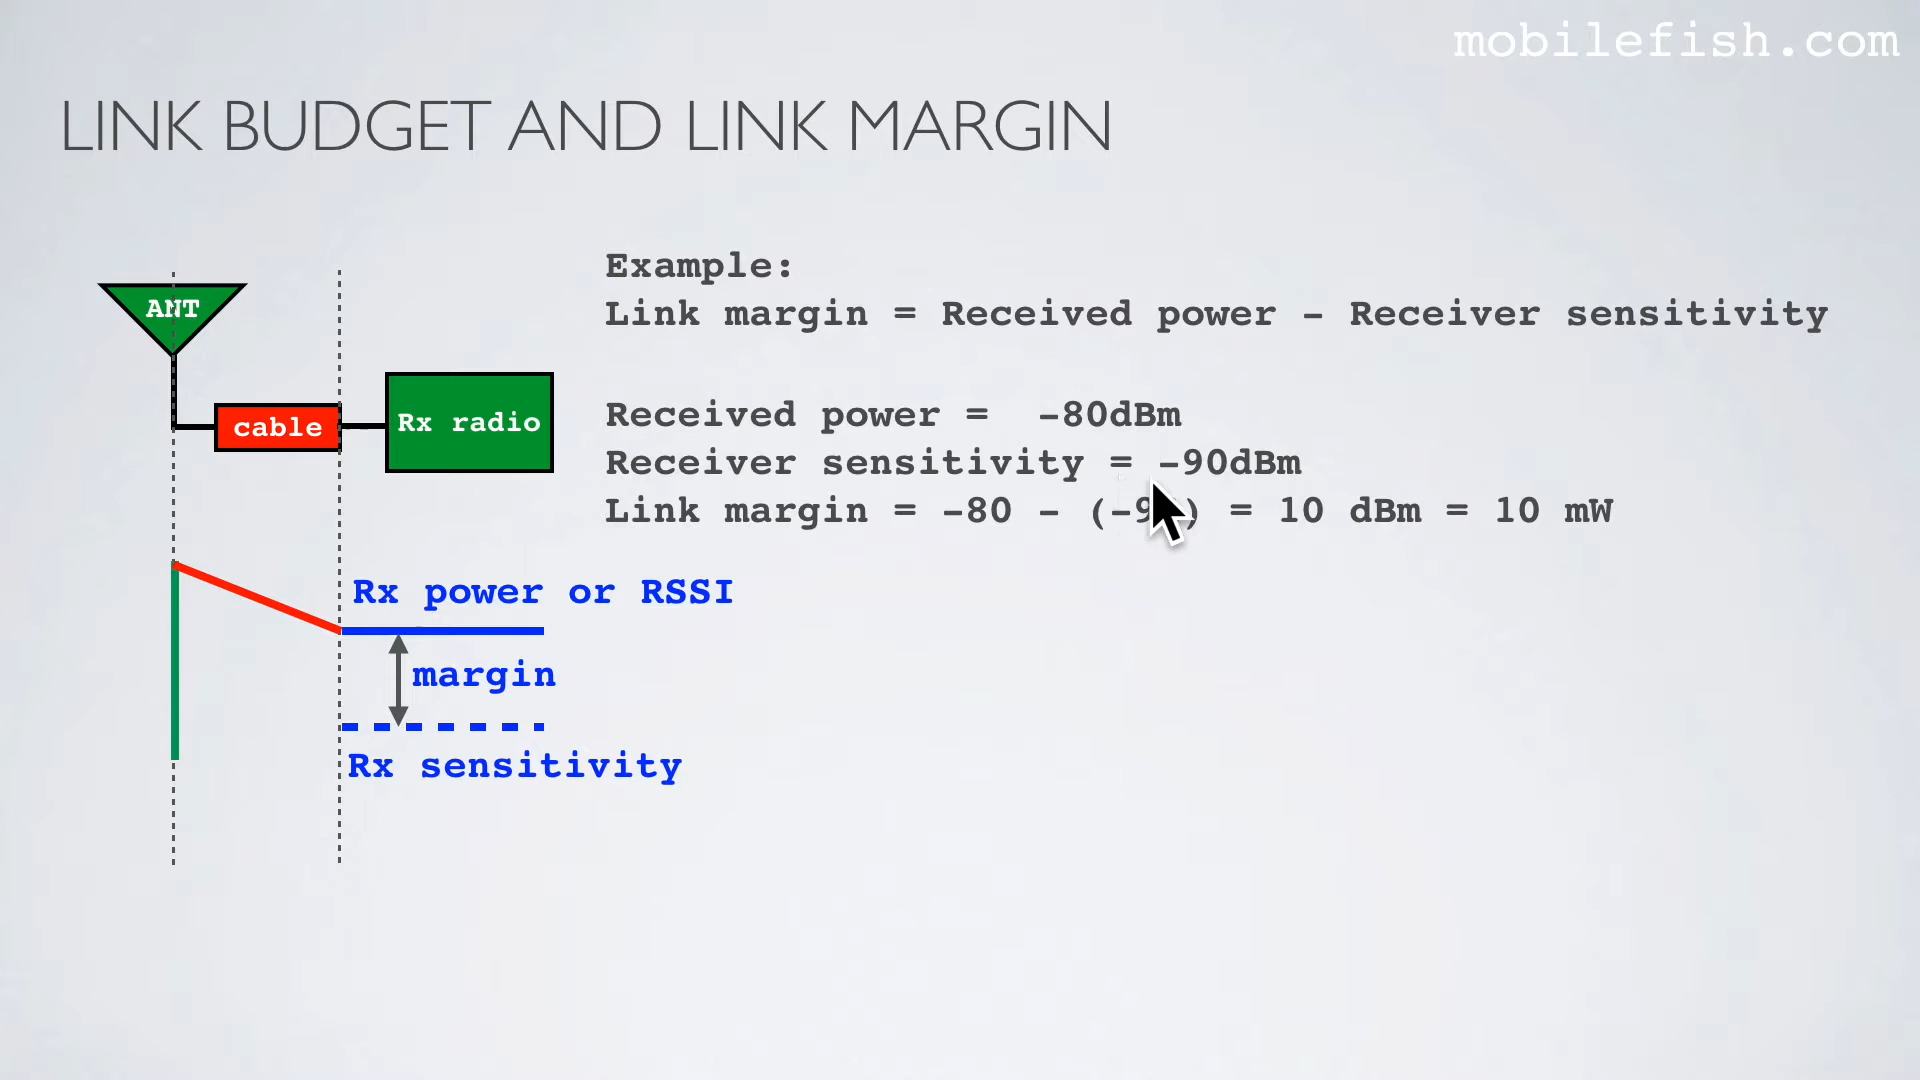 mobilefish.com
LINK BUDGET AND LINK MARGIN
Example:
Link margin = Received power - Receiver sensitivity
ANT
cable
Rx radio
Received power =  -80dBm
Receiver sensitivity = -90dBm
Link margin = -80 - ( ) = 10 dBm = 10 mW
Rx power or RSSI
margin
Rx sensitivity